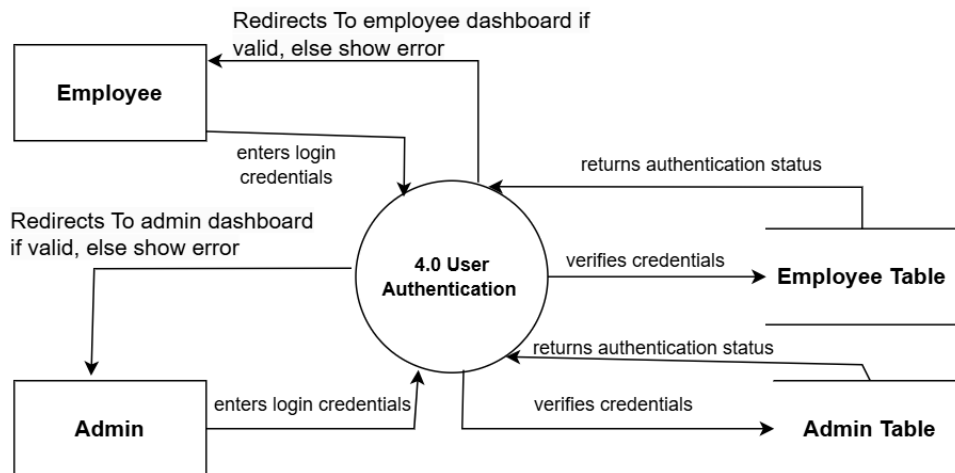 Redirects To employee dashboard if
valid, else show error
Employee
enters login
credentials
returns authentication status
Redirects To admin dashboard
if valid, else show error
4.0 User
Authentication
verifies credentials
Employee Table
returns authentication status
Admin
enters login credentials
verifies credentials
Admin Table